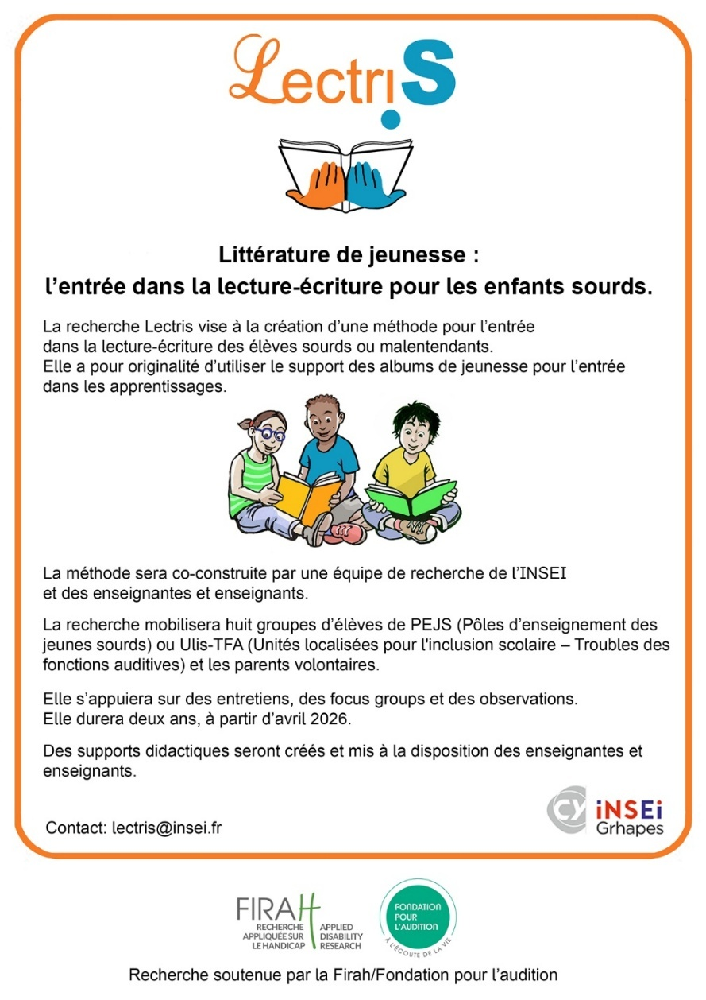 LectriS
Littérature de jeunesse :
l’entrée dans la lecture-écriture pour les enfants sourds.
La recherche Lectris vise à la création d’une méthode pour l’entrée
dans la lecture-écriture des élèves sourds ou malentendants.
Elle a pour originalité d’utiliser le support des albums de jeunesse pour l’entrée
dans les apprentissages.
La méthode sera co-construite par une équipe de recherche de l’INSEI
et des enseignantes et enseignants.
La recherche mobilisera huit groupes d’élèves de PEJS (Pôles d’enseignement des
jeunes sourds) ou Ulis-TFA (Unités localisées pour l'inclusion scolaire – Troubles des
fonctions auditives) et les parents volontaires.
Elle s’appuiera sur des entretiens, des focus groups et des observations.
Elle durera deux ans, à partir d’avril 2026.
Des supports didactiques seront créés et mis à la disposition des enseignantes et
enseignants.
Contact: lectris@insei.fr
CY iNSEi
Grhapes
FIRAH
RECHERCHE
APPLIQUÉE SUR
LE HANDICAP
APPLIED
DISABILITY
RESEARCH
FONDATION
POUR
L'AUDITION
À L'ÉCOUTE DE LA VIE
Recherche soutenue par la Firah/Fondation pour l’audition